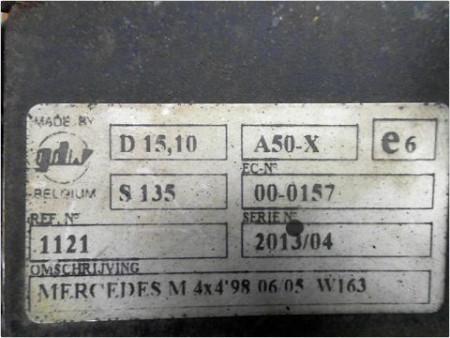 MADE BY
gdw
BELGIUM
D 15,10
A50-X
e6
S 135
EC-Nº
00-0157
REF. Nº
1121
SERIE Nº
2013/04
OMSCHRIJVING
MERCEDES M 4x4'98 06/05 W163